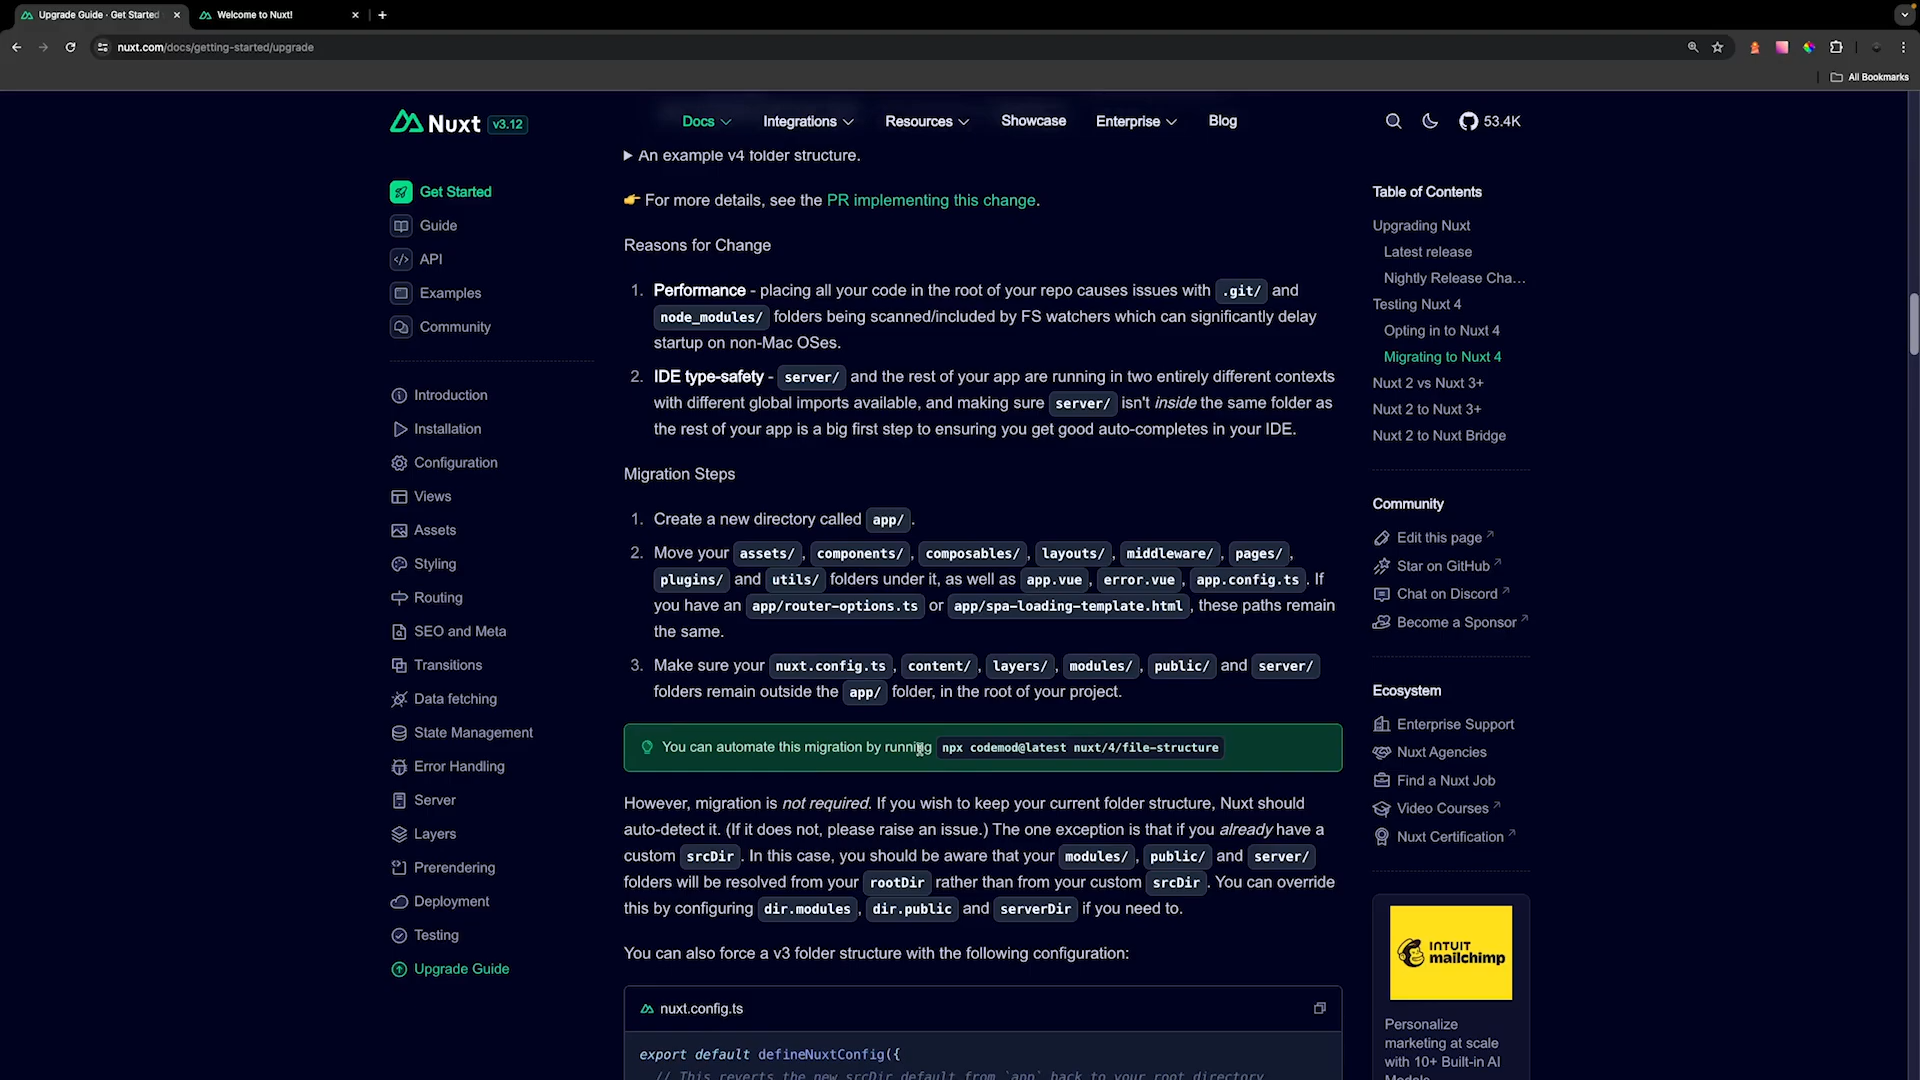 Upgrade Guide · Get Started
Welcome to Nuxt!
nuxt.com/docs/getting-started/upgrade
All Bookmarks
Nuxt v3.12
Docs
Integrations
Resources
Showcase
Enterprise
Blog
53.4K
Get Started
Guide
API
Examples
Community
Introduction
Installation
Configuration
Views
Assets
Styling
Routing
SEO and Meta
Transitions
Data fetching
State Management
Error Handling
Server
Layers
Prerendering
Deployment
Testing
Upgrade Guide
An example v4 folder structure.
👉 For more details, see the PR implementing this change.
Reasons for Change
1. Performance - placing all your code in the root of your repo causes issues with .git/ and
node_modules/ folders being scanned/included by FS watchers which can significantly delay
startup on non-Mac OSes.
2. IDE type-safety - server/ and the rest of your app are running in two entirely different contexts
with different global imports available, and making sure server/ isn't inside the same folder as
the rest of your app is a big first step to ensuring you get good auto-completes in your IDE.
Migration Steps
1. Create a new directory called app/ .
2. Move your assets/ , components/ , composables/ , layouts/ , middleware/ , pages/ ,
plugins/ and utils/ folders under it, as well as app.vue , error.vue , app.config.ts . If
you have an app/router-options.ts or app/spa-loading-template.html , these paths remain
the same.
3. Make sure your nuxt.config.ts , content/ , layers/ , modules/ , public/ and server/
folders remain outside the app/ folder, in the root of your project.
You can automate this migration by running npx codemod@latest nuxt/4/file-structure
However, migration is not required. If you wish to keep your current folder structure, Nuxt should
auto-detect it. (If it does not, please raise an issue.) The one exception is that if you already have a
custom srcDir . In this case, you should be aware that your modules/ , public/ and server/
folders will be resolved from your rootDir rather than from your custom srcDir . You can override
this by configuring dir.modules , dir.public and serverDir if you need to.
You can also force a v3 folder structure with the following configuration:
nuxt.config.ts
export default defineNuxtConfig({
// This reverts the new srcDir default from `app` back to your root directory
Table of Contents
Upgrading Nuxt
Latest release
Nightly Release Cha...
Testing Nuxt 4
Opting in to Nuxt 4
Migrating to Nuxt 4
Nuxt 2 vs Nuxt 3+
Nuxt 2 to Nuxt 3+
Nuxt 2 to Nuxt Bridge
Community
Edit this page
Star on GitHub
Chat on Discord
Become a Sponsor
Ecosystem
Enterprise Support
Nuxt Agencies
Find a Nuxt Job
Video Courses
Nuxt Certification
INTUIT
mailchimp
Personalize
marketing at scale
with 10+ Built-in AI
Models